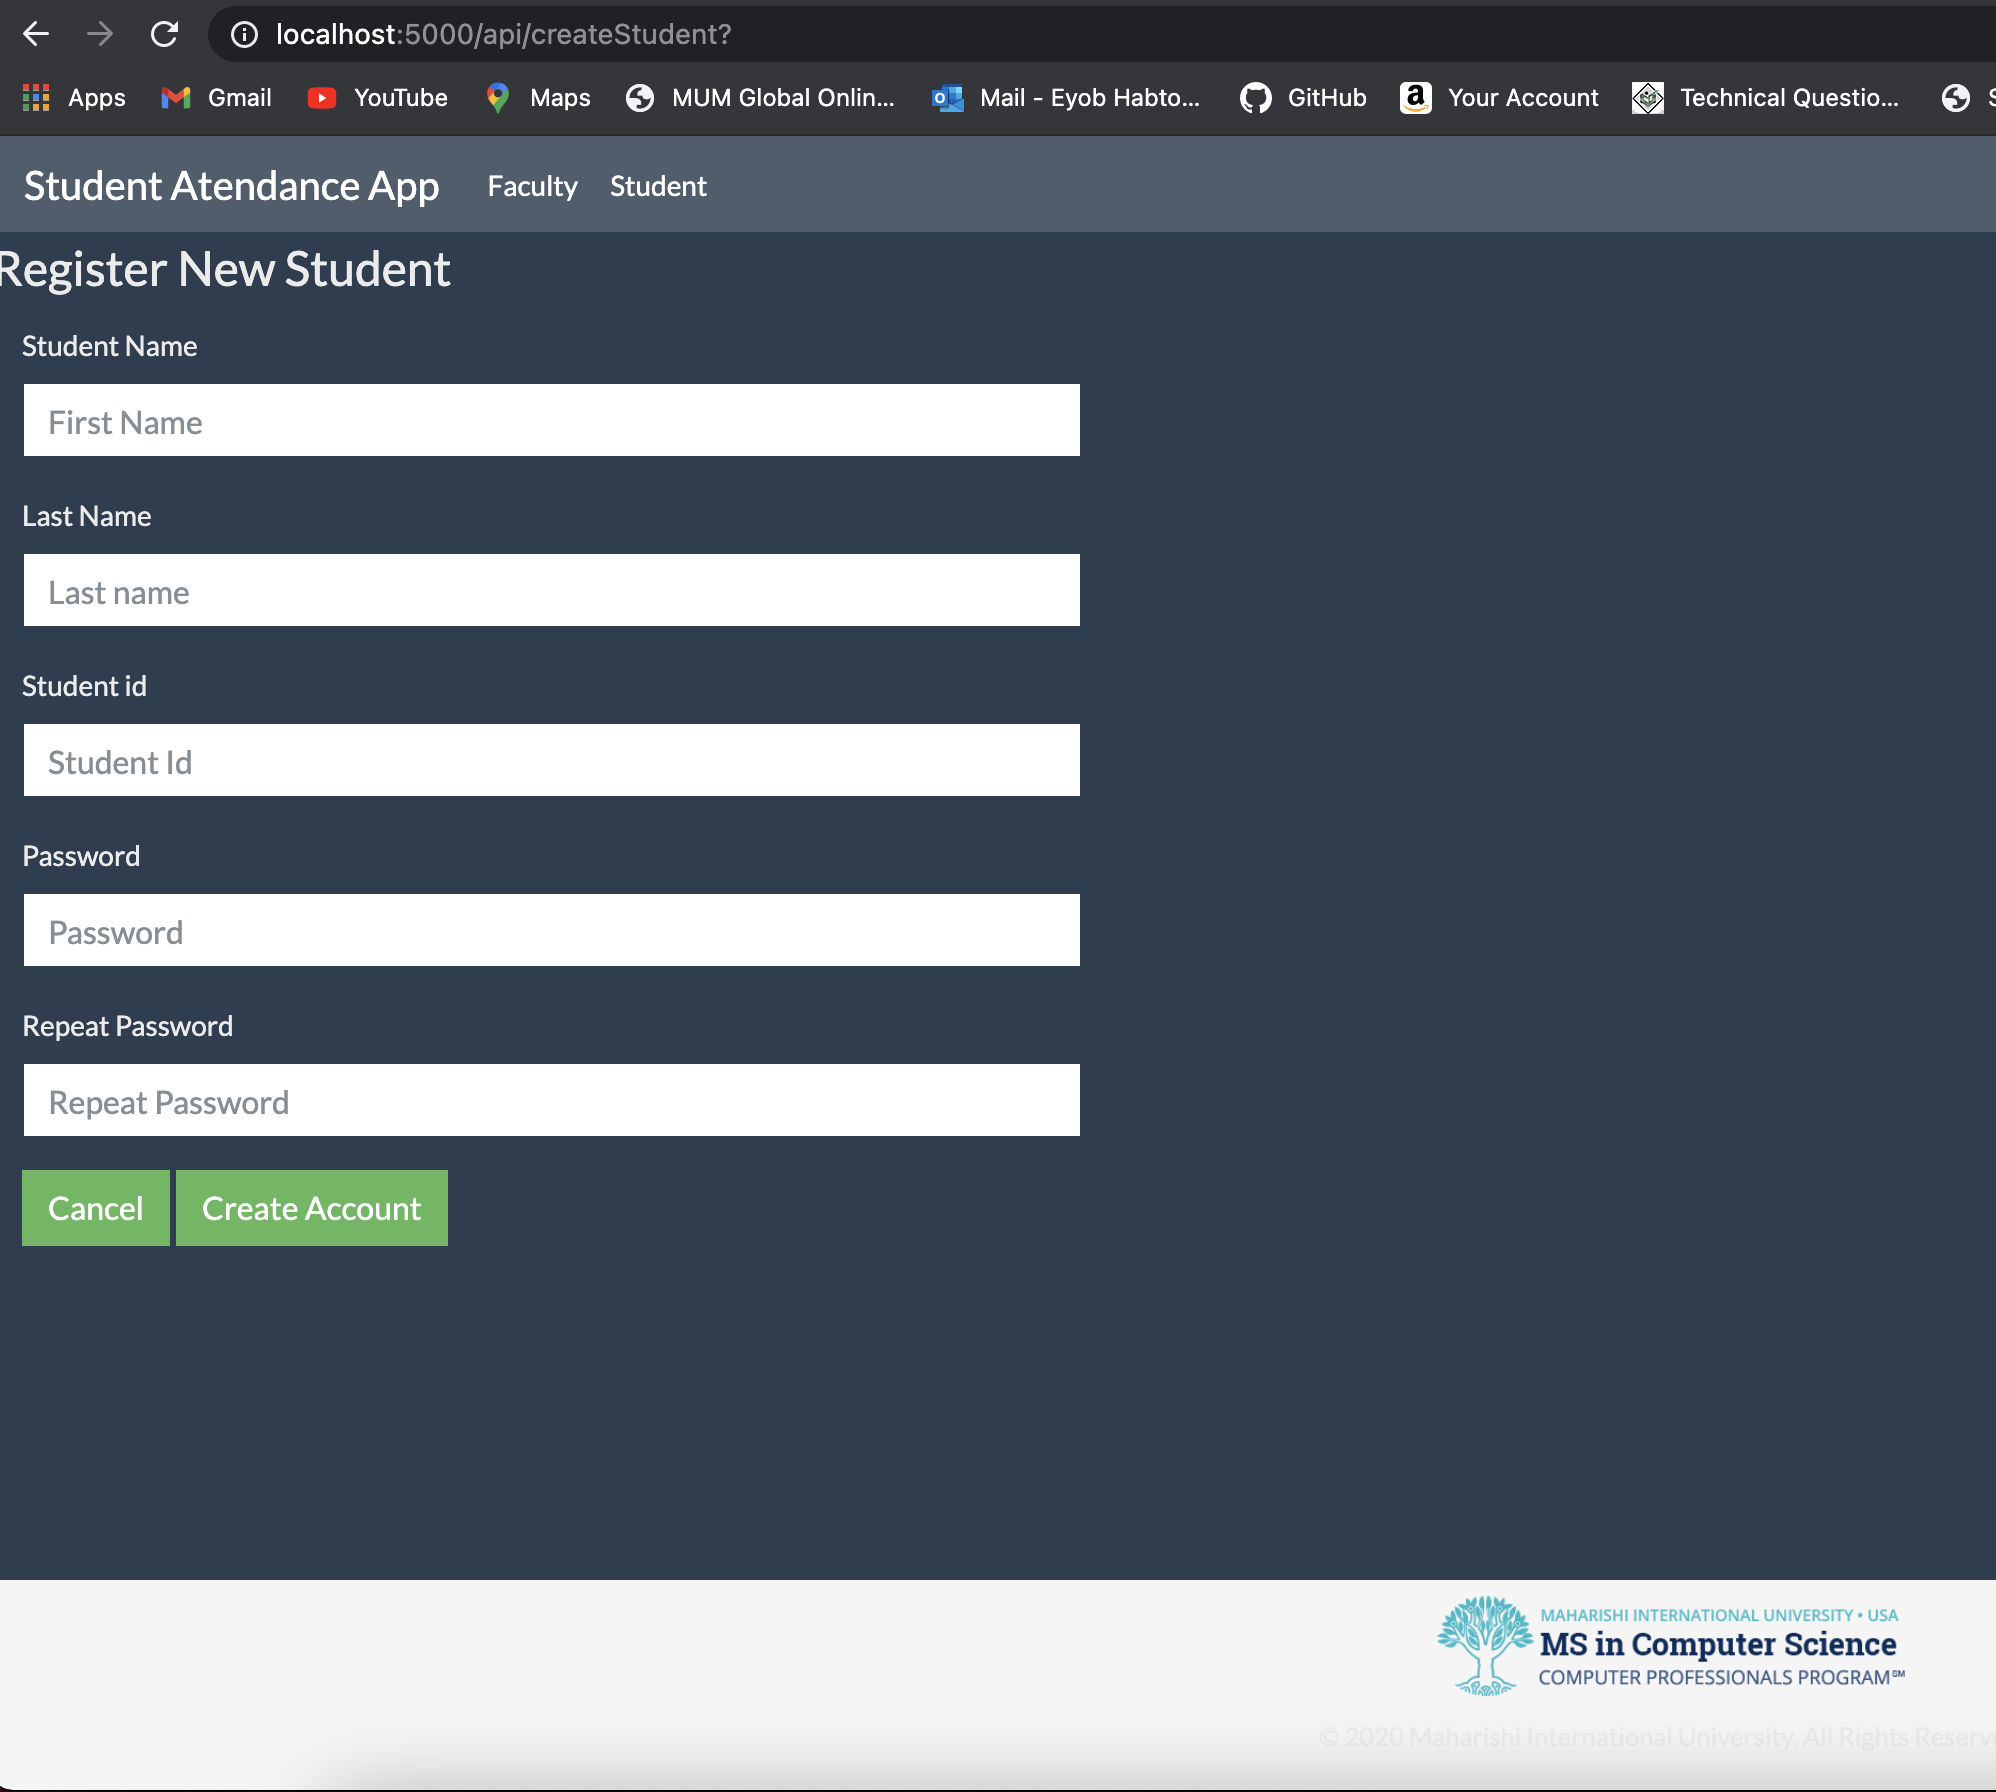 localhost:5000/api/createStudent?
Apps Gmail YouTube Maps MUM Global Onlin... Mail - Eyob Habto... GitHub a Your Account Technical Questio... S
Student Atendance App Faculty Student
Register New Student
Student Name
First Name
Last Name
Last name
Student id
Student Id
Password
Password
Repeat Password
Repeat Password
Cancel Create Account
MAHARISHI INTERNATIONAL UNIVERSITY • USA
MS in Computer Science
COMPUTER PROFESSIONALS PROGRAM℠
© 2020 Maharishi International University, All Rights Reserve